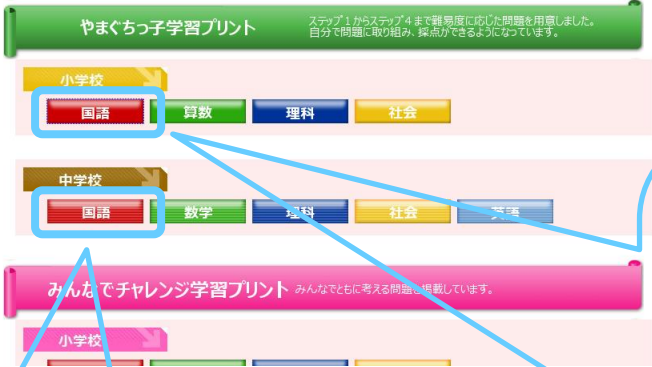 やまぐちっ子学習プリント
ステップ1からステップ4まで難易度に応じた問題を用意しました。
自分で問題に取り組み、採点ができるようになっています。
小学校
国語 算数 理科 社会
中学校
国語 数学 理科 社会 英語
みんなでチャレンジ学習プリント みんなでともに考える問題を掲載しています。
小学校